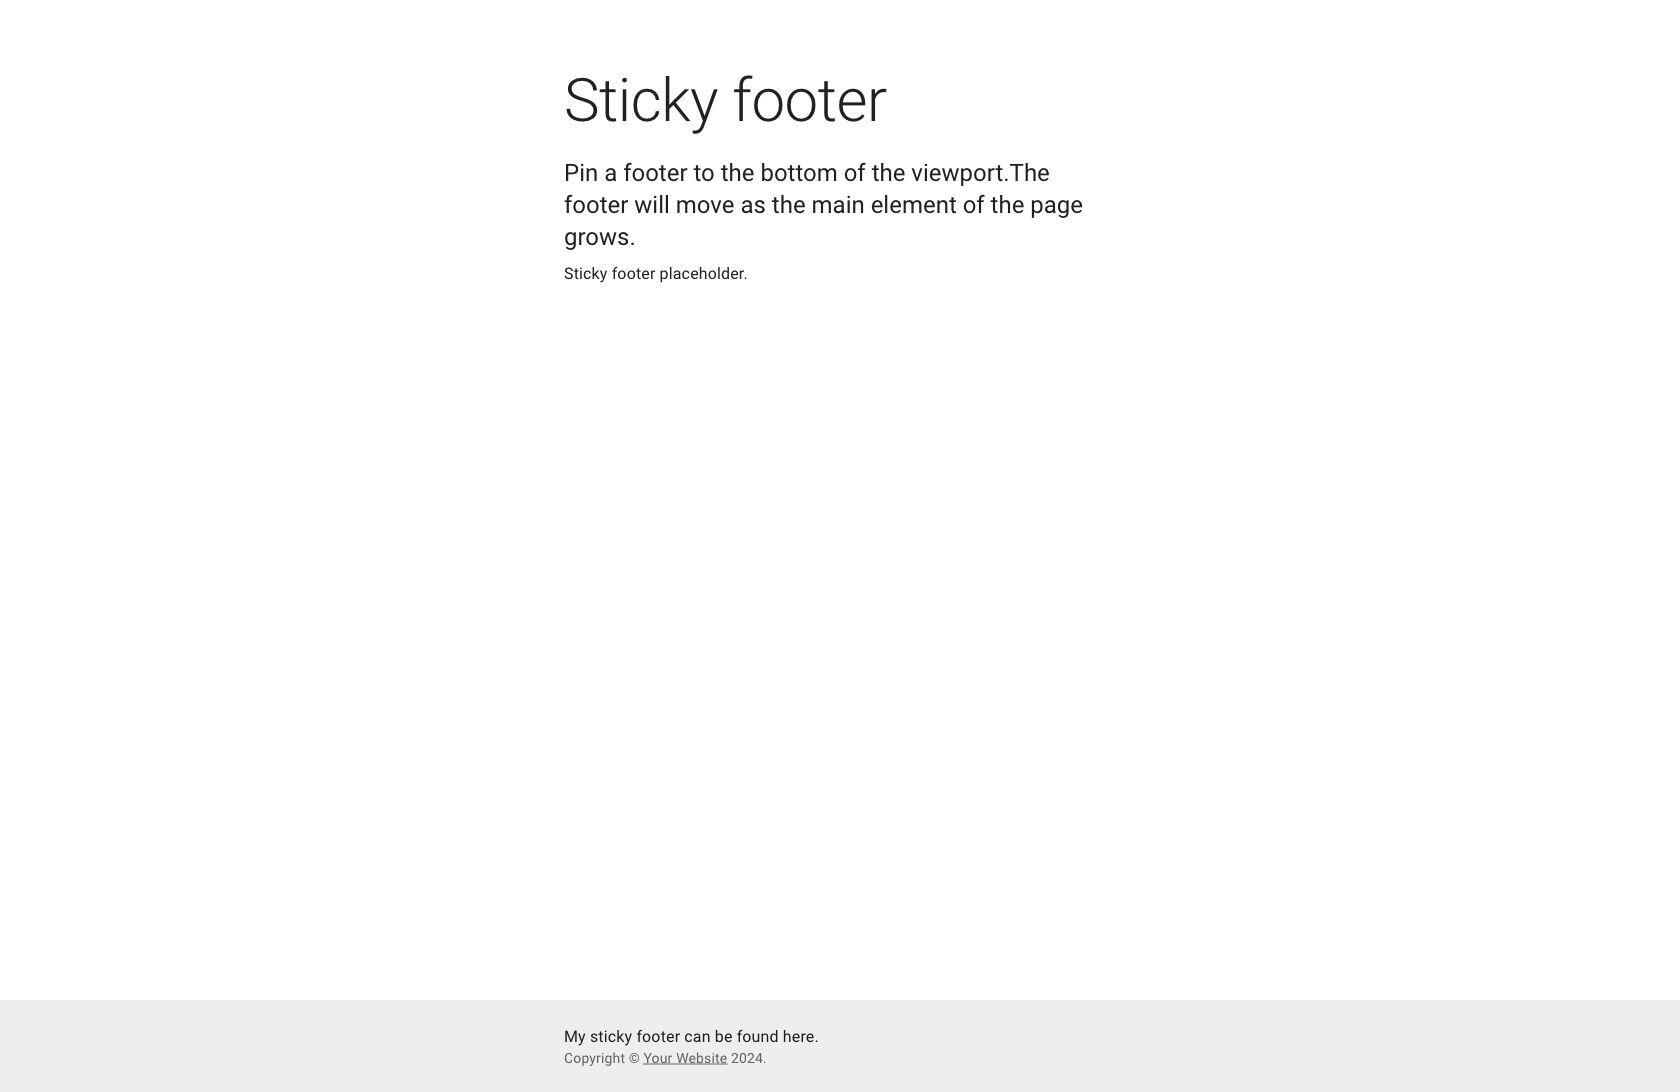 Sticky footer
Pin a footer to the bottom of the viewport.The
footer will move as the main element of the page
grows.
Sticky footer placeholder.
My sticky footer can be found here.
Copyright © Your Website 2024.